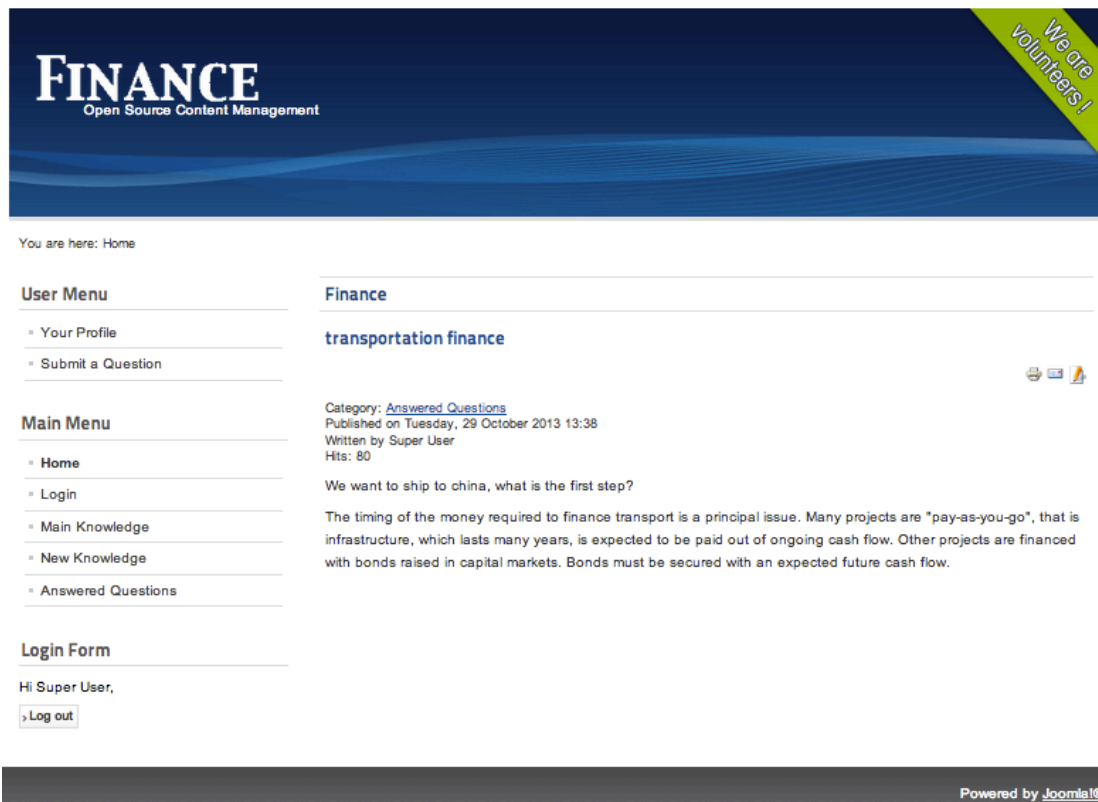 FINANCE
Open Source Content Management
We are
volunteers!
You are here: Home
User Menu
Your Profile
Submit a Question
Main Menu
Home
Login
Main Knowledge
New Knowledge
Answered Questions
Login Form
Hi Super User,
Log out
Finance
transportation finance
Category: Answered Questions
Published on Tuesday, 29 October 2013 13:38
Written by Super User
Hits: 80
We want to ship to china, what is the first step?
The timing of the money required to finance transport is a principal issue. Many projects are "pay-as-you-go", that is
infrastructure, which lasts many years, is expected to be paid out of ongoing cash flow. Other projects are financed
with bonds raised in capital markets. Bonds must be secured with an expected future cash flow.
Powered by Joomla!®